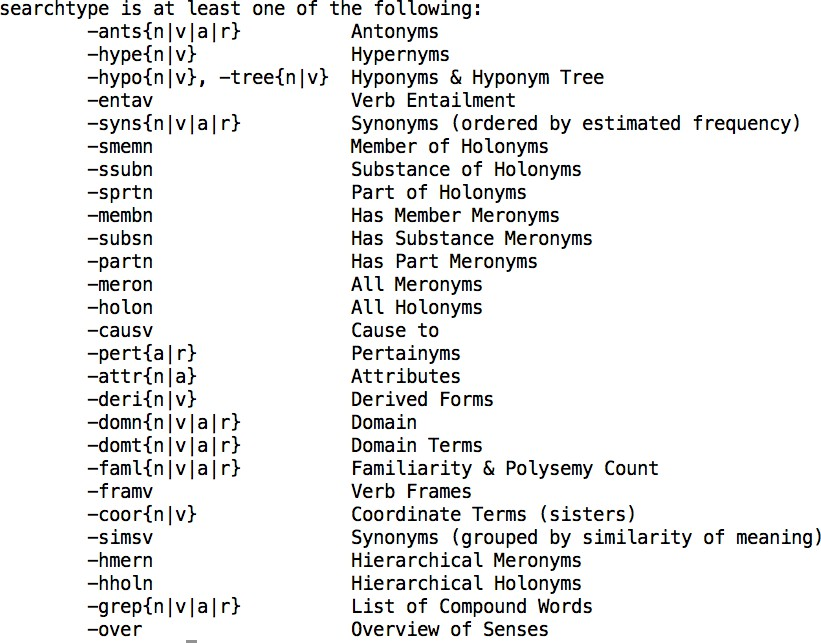 searchtype is at least one of the following:
-ants{n|v|a|r} Antonyms
-hype{n|v} Hypernyms
-hypo{n|v}, -tree{n|v} Hyponyms & Hyponym Tree
-entav Verb Entailment
-syns{n|v|a|r} Synonyms (ordered by estimated frequency)
-smemn Member of Holonyms
-ssubn Substance of Holonyms
-sprtn Part of Holonyms
-membn Has Member Meronyms
-subsn Has Substance Meronyms
-partn Has Part Meronyms
-meron All Meronyms
-holon All Holonyms
-causv Cause to
-pert{a|r} Pertainyms
-attr{n|a} Attributes
-deri{n|v} Derived Forms
-domn{n|v|a|r} Domain
-domt{n|v|a|r} Domain Terms
-faml{n|v|a|r} Familiarity & Polysemy Count
-framv Verb Frames
-coor{n|v} Coordinate Terms (sisters)
-simsv Synonyms (grouped by similarity of meaning)
-hmern Hierarchical Meronyms
-hholn Hierarchical Holonyms
-grep{n|v|a|r} List of Compound Words
-over Overview of Senses